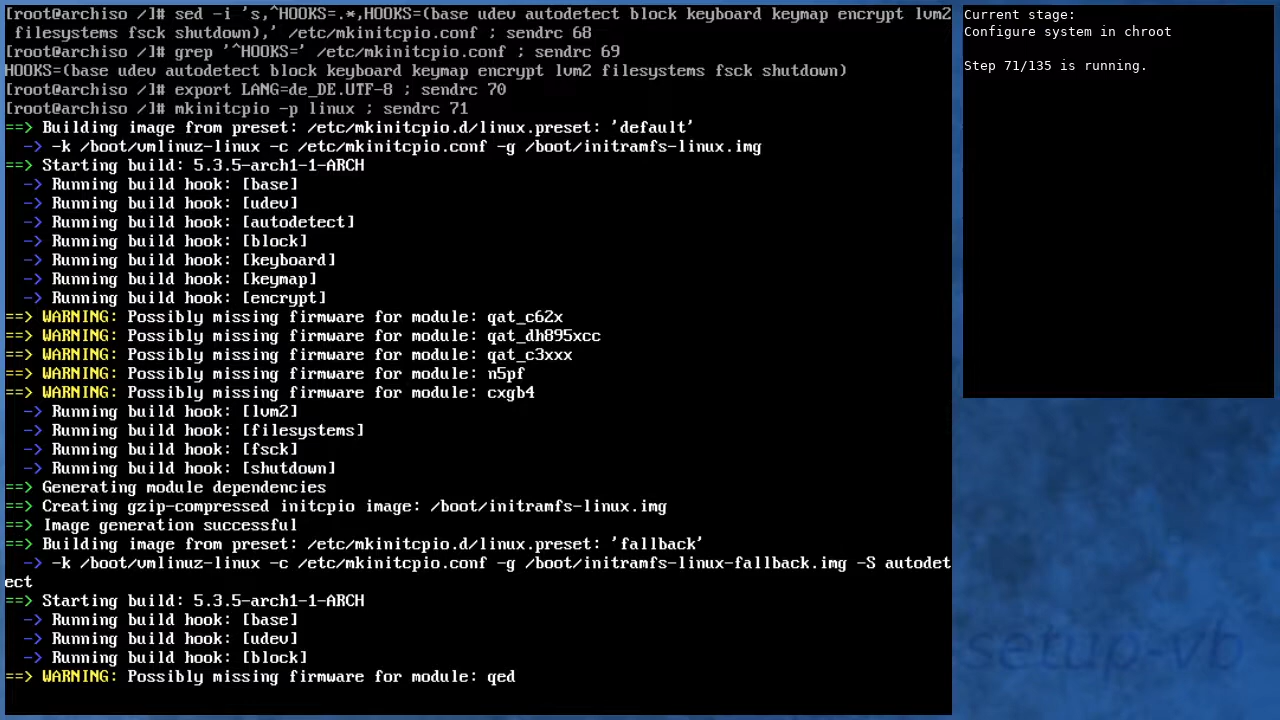 [root@archiso /]# sed -i 's,^HOOKS=.*,HOOKS=(base udev autodetect block keyboard keymap encrypt lvm2
 filesystems fsck shutdown),' /etc/mkinitcpio.conf ; sendrc 68
[root@archiso /]# grep '^HOOKS=' /etc/mkinitcpio.conf ; sendrc 69
HOOKS=(base udev autodetect block keyboard keymap encrypt lvm2 filesystems fsck shutdown)
[root@archiso /]# export LANG=de_DE.UTF-8 ; sendrc 70
[root@archiso /]# mkinitcpio -p linux ; sendrc 71
==> Building image from preset: /etc/mkinitcpio.d/linux.preset: 'default'
  -> -k /boot/vmlinuz-linux -c /etc/mkinitcpio.conf -g /boot/initramfs-linux.img
==> Starting build: 5.3.5-arch1-1-ARCH
  -> Running build hook: [base]
  -> Running build hook: [udev]
  -> Running build hook: [autodetect]
  -> Running build hook: [block]
  -> Running build hook: [keyboard]
  -> Running build hook: [keymap]
  -> Running build hook: [encrypt]
==> WARNING: Possibly missing firmware for module: qat_c62x
==> WARNING: Possibly missing firmware for module: qat_dh895xcc
==> WARNING: Possibly missing firmware for module: qat_c3xxx
==> WARNING: Possibly missing firmware for module: n5pf
==> WARNING: Possibly missing firmware for module: cxgb4
  -> Running build hook: [lvm2]
  -> Running build hook: [filesystems]
  -> Running build hook: [fsck]
  -> Running build hook: [shutdown]
==> Generating module dependencies
==> Creating gzip-compressed initcpio image: /boot/initramfs-linux.img
==> Image generation successful
==> Building image from preset: /etc/mkinitcpio.d/linux.preset: 'fallback'
  -> -k /boot/vmlinuz-linux -c /etc/mkinitcpio.conf -g /boot/initramfs-linux-fallback.img -S autodet
ect
==> Starting build: 5.3.5-arch1-1-ARCH
  -> Running build hook: [base]
  -> Running build hook: [udev]
  -> Running build hook: [block]
==> WARNING: Possibly missing firmware for module: qed
Current stage:
Configure system in chroot
Step 71/135 is running.
setup-vb